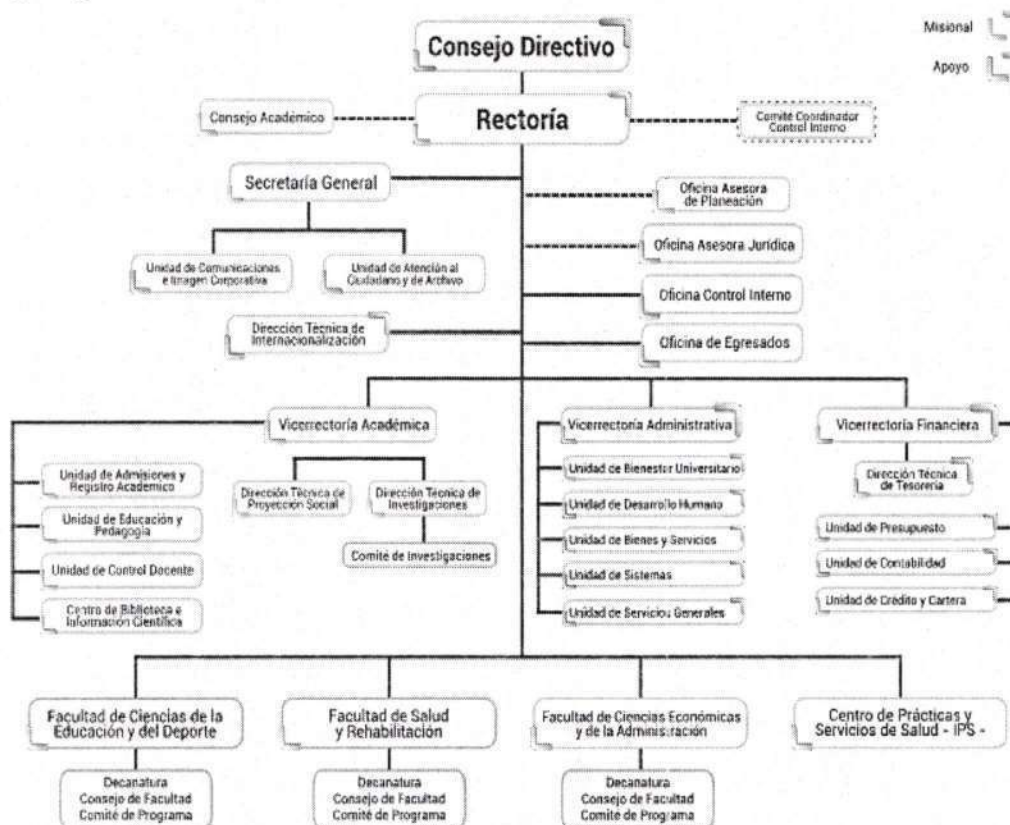 Misional
Apoyo
Consejo Directivo
Rectoría
Consejo Académico
Comité Coordinador
Control Interno
Secretaría General
Oficina Asesora
de Planeación
Oficina Asesora Jurídica
Unidad de Comunicaciones
e Imagen Corporativa
Unidad de Atención al
Ciudadano y de Archivo
Oficina Control Interno
Dirección Técnica de
Internacionalización
Oficina de Egresados
Vicerrectoría Académica
Vicerrectoría Administrativa
Vicerrectoría Financiera
Unidad de Admisiones y
Registro Académico
Unidad de Educación y
Pedagogía
Unidad de Control Docente
Centro de Biblioteca e
Información Científica
Dirección Técnica de
Proyección Social
Dirección Técnica de
Investigaciones
Comité de Investigaciones
Unidad de Bienestar Universitario
Unidad de Desarrollo Humano
Unidad de Bienes y Servicios
Unidad de Sistemas
Unidad de Servicios Generales
Dirección Técnica
de Tesorería
Unidad de Presupuesto
Unidad de Contabilidad
Unidad de Crédito y Cartera
Facultad de Ciencias de la
Educación y del Deporte
Decanatura
Consejo de Facultad
Comité de Programa
Facultad de Salud
y Rehabilitación
Decanatura
Consejo de Facultad
Comité de Programa
Facultad de Ciencias Económicas
y de la Administración
Decanatura
Consejo de Facultad
Comité de Programa
Centro de Prácticas y
Servicios de Salud - IPS -